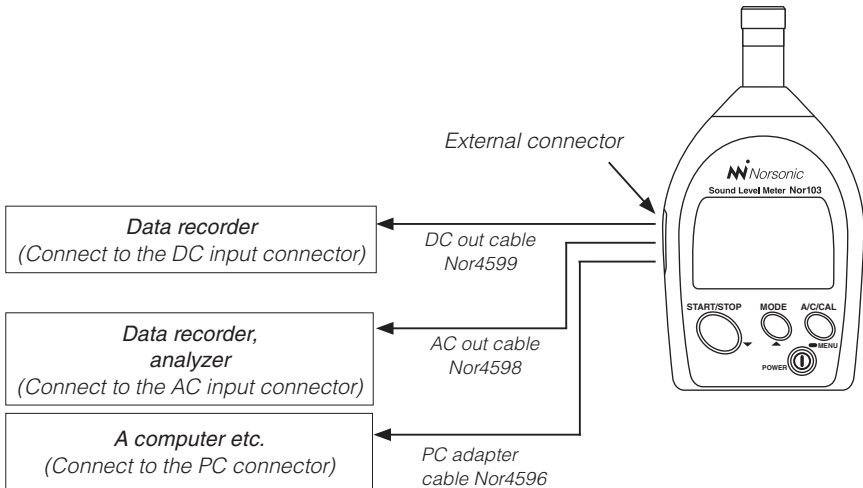 External connector
Norsonic
Sound Level Meter Nor103
Data recorder
(Connect to the DC input connector)
DC out cable
Nor4599
START/STOP
MODE
A/C/CAL
MENU
POWER
Data recorder,
analyzer
(Connect to the AC input connector)
AC out cable
Nor4598
A computer etc.
(Connect to the PC connector)
PC adapter
cable Nor4596